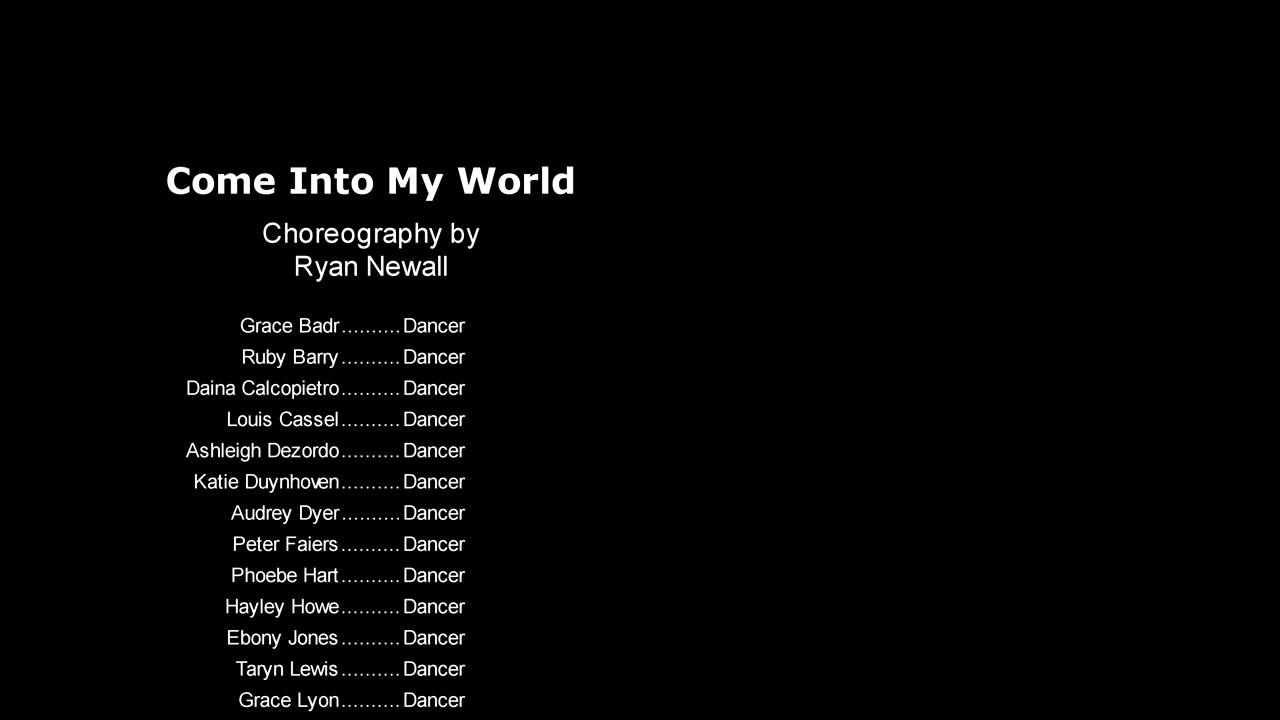 Come Into My World
Choreography by
Ryan Newall
Grace Badr..........Dancer
Ruby Barry..........Dancer
Daina Calcopietro..........Dancer
Louis Cassel..........Dancer
Ashleigh Dezordo..........Dancer
Katie Duynhoven..........Dancer
Audrey Dyer..........Dancer
Peter Faiers..........Dancer
Phoebe Hart..........Dancer
Hayley Howe..........Dancer
Ebony Jones..........Dancer
Taryn Lewis..........Dancer
Grace Lyon..........Dancer